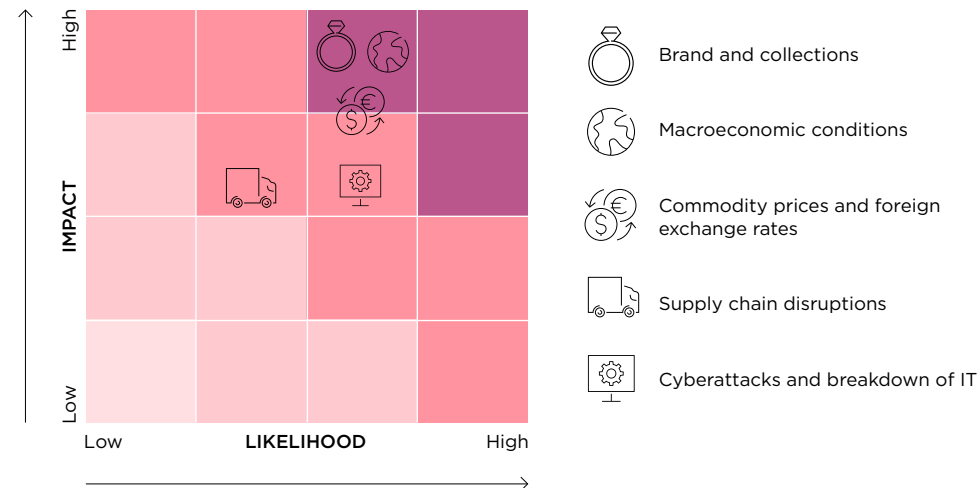 High
IMPACT
Low
Low
LIKELIHOOD
High
$
€
$
€
Brand and collections
Macroeconomic conditions
Commodity prices and foreign
exchange rates
Supply chain disruptions
Cyberattacks and breakdown of IT